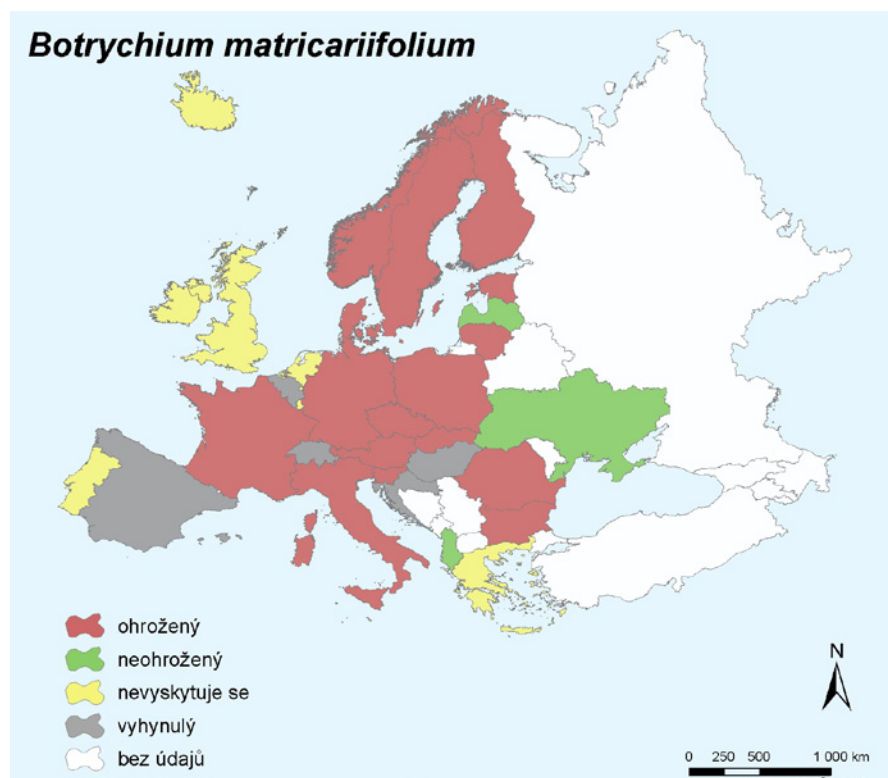 Botrychium matricariifolium
ohrožený
neohrožený
nevyskytuje se
vyhynulý
bez údajů
N
0 250 500 1 000 km